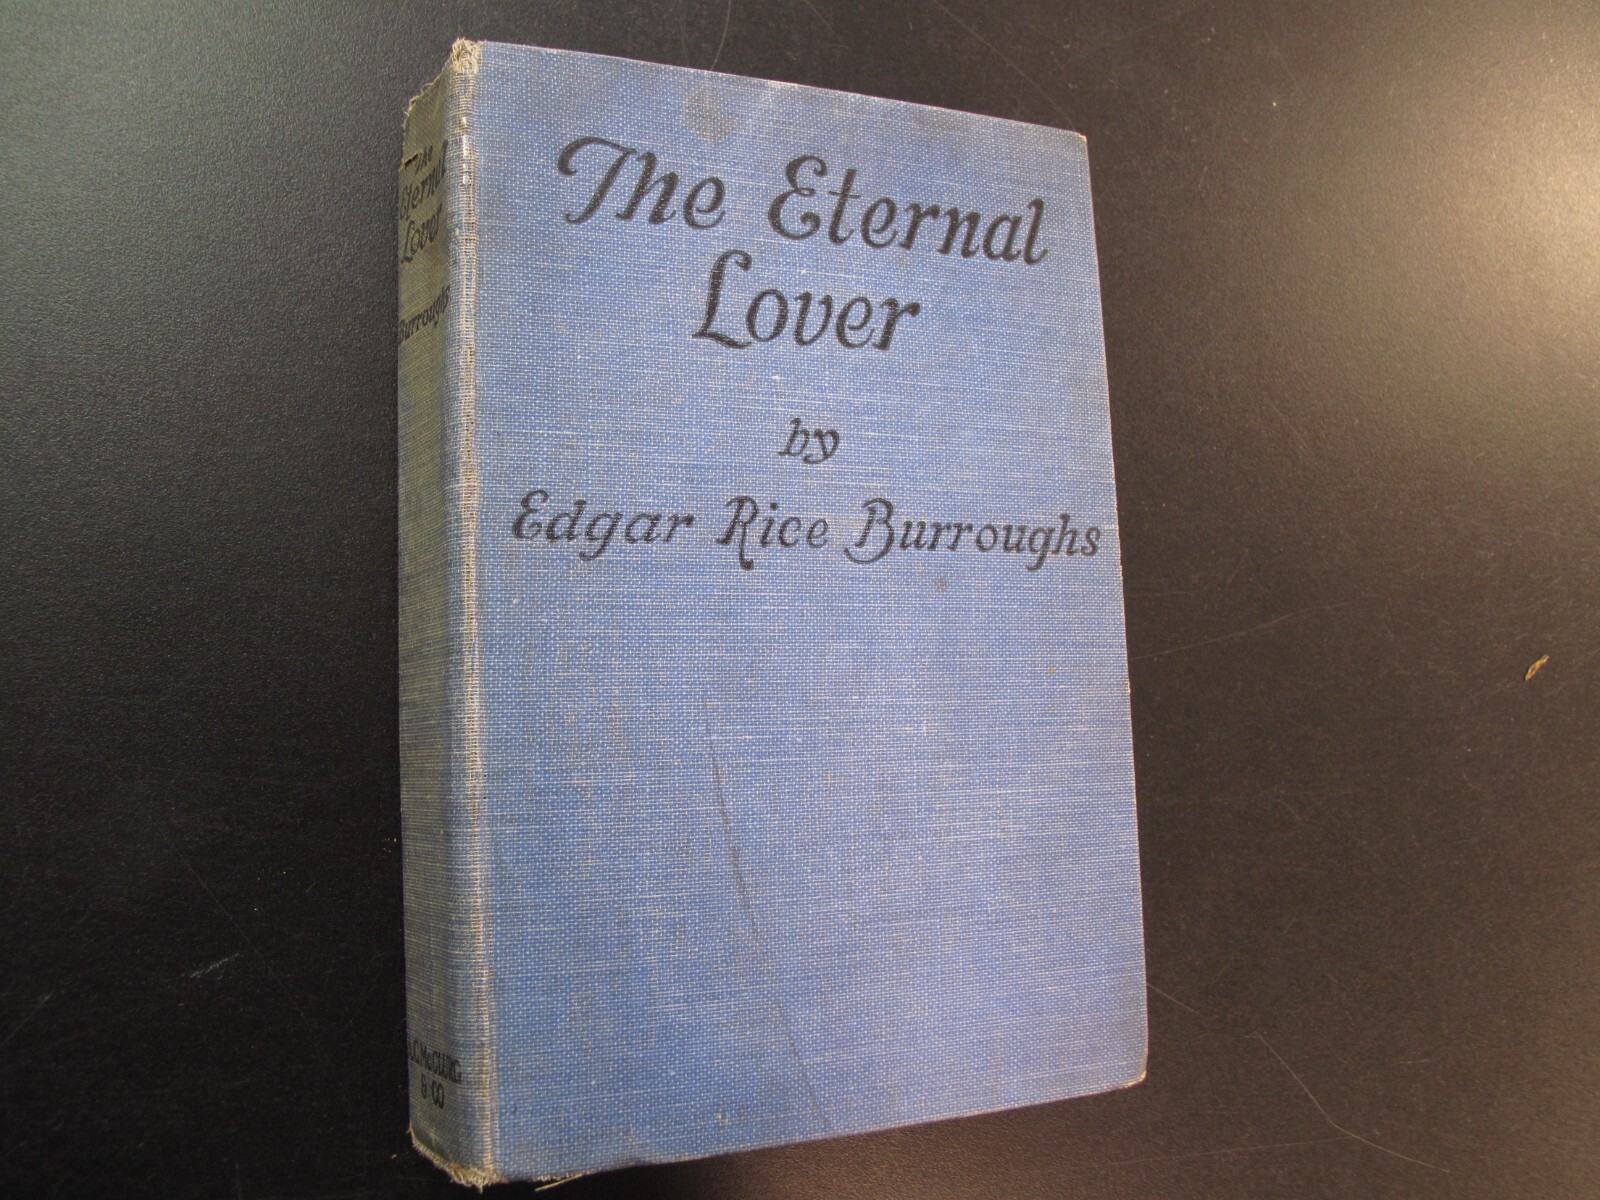 The Eternal
Lover
by
Edgar Rice Burroughs
The
Eternal
Lover
Burroughs
A.C. McCLURG
& CO